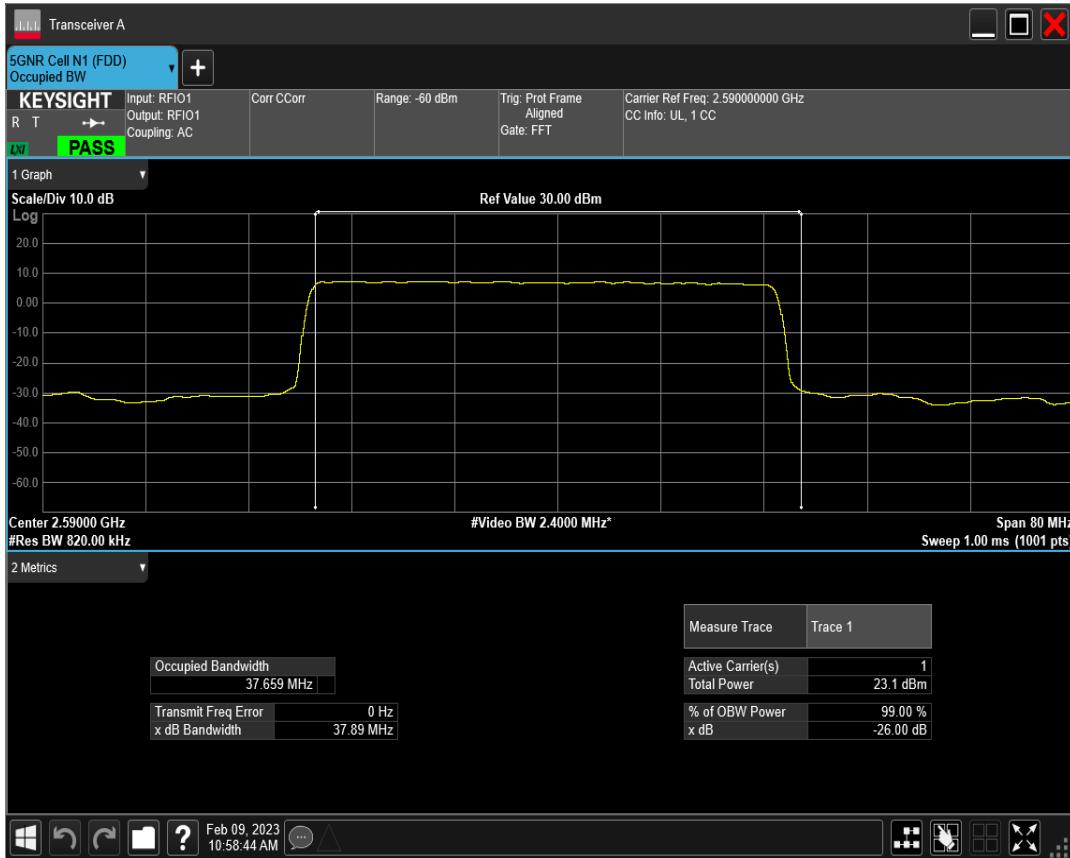 Transceiver A
5GNR Cell N1 (FDD)
Occupied BW
+
KEYSIGHT
R T
LXI
PASS
Input: RFIO1
Output: RFIO1
Coupling: AC
Corr CCorr
Range: -60 dBm
Trig: Prot Frame
Aligned
Gate: FFT
Carrier Ref Freq: 2.590000000 GHz
CC Info: UL, 1 CC
1 Graph
Scale/Div 10.0 dB
Ref Value 30.00 dBm
Log
20.0
10.0
0.00
-10.0
-20.0
-30.0
-40.0
-50.0
-60.0
Center 2.59000 GHz
#Video BW 2.4000 MHz*
Span 80 MHz
#Res BW 820.00 kHz
Sweep 1.00 ms (1001 pts)
2 Metrics
Measure Trace
Trace 1
Occupied Bandwidth
37.659 MHz
Active Carrier(s) 1
Total Power 23.1 dBm
Transmit Freq Error 0 Hz
x dB Bandwidth 37.89 MHz
% of OBW Power 99.00 %
x dB -26.00 dB
?
Feb 09, 2023
10:58:44 AM